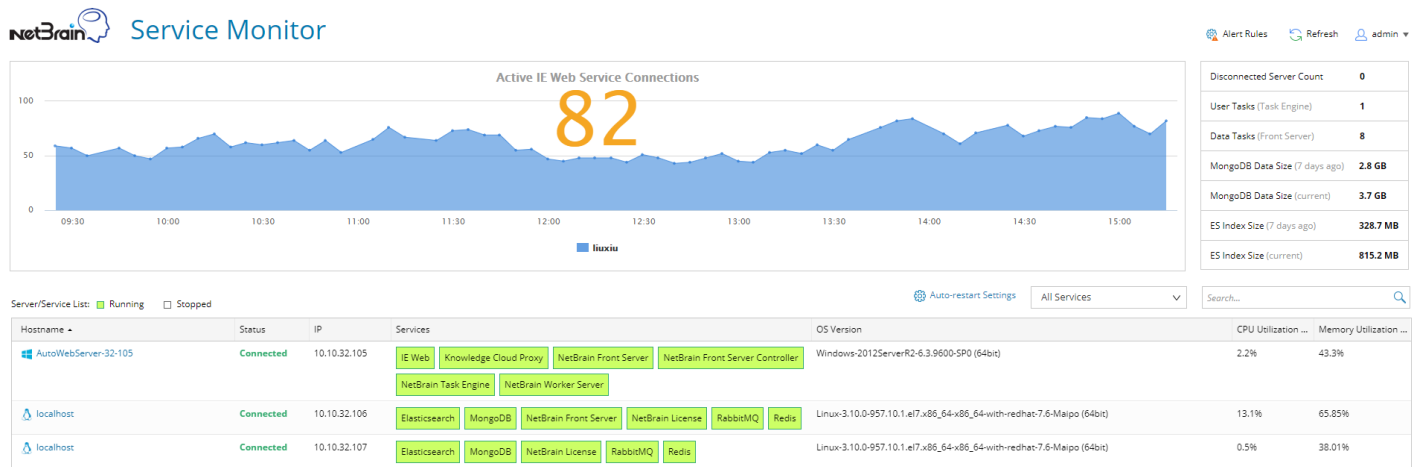 NetBrain Service Monitor
Alert Rules Refresh admin
Active IE Web Service Connections
82
100
50
0
09:30 10:00 10:30 11:00 11:30 12:00 12:30 13:00 13:30 14:00 14:30 15:00
liuxiu
Disconnected Server Count 0
User Tasks (Task Engine) 1
Data Tasks (Front Server) 8
MongoDB Data Size (7 days ago) 2.8 GB
MongoDB Data Size (current) 3.7 GB
ES Index Size (7 days ago) 328.7 MB
ES Index Size (current) 815.2 MB
Server/Service List: Running Stopped
Auto-restart Settings All Services Search...
Hostname Status IP Services OS Version CPU Utilization ... Memory Utilization ...
AutoWebServer-32-105 Connected 10.10.32.105 IE Web Knowledge Cloud Proxy NetBrain Front Server NetBrain Front Server Controller Windows-2012ServerR2-6.3.9600-SP0 (64bit) 2.2% 43.3%
NetBrain Task Engine NetBrain Worker Server
localhost Connected 10.10.32.106 Elasticsearch MongoDB NetBrain Front Server NetBrain License RabbitMQ Redis Linux-3.10.0-957.10.1.el7.x86_64-x86_64-with-redhat-7.6-Maipo (64bit) 13.1% 65.85%
localhost Connected 10.10.32.107 Elasticsearch MongoDB NetBrain License RabbitMQ Redis Linux-3.10.0-957.10.1.el7.x86_64-x86_64-with-redhat-7.6-Maipo (64bit) 0.5% 38.01%